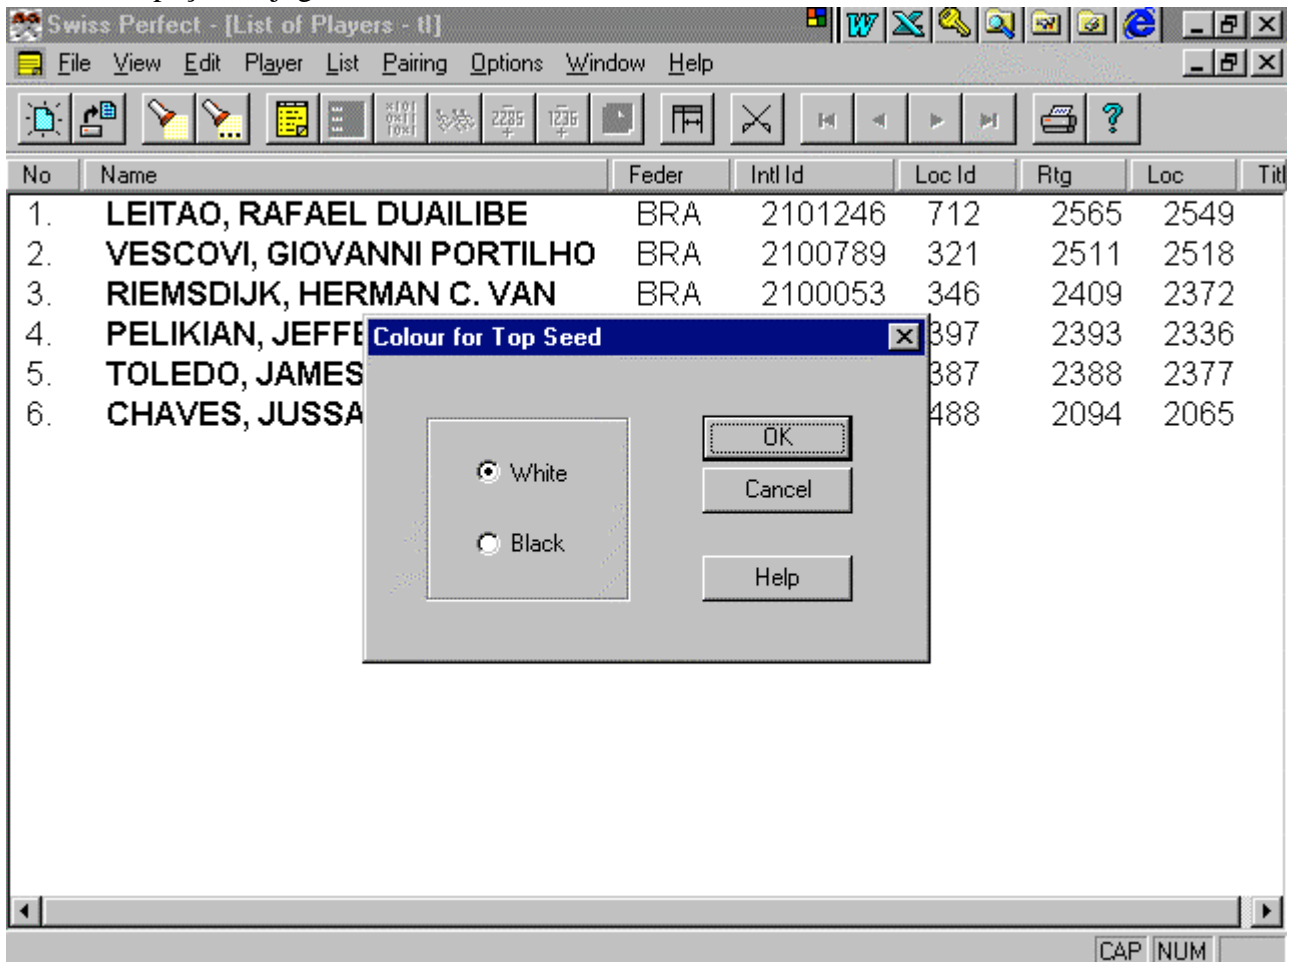 Swiss Perfect - [List of Players - tl]
File View Edit Player List Pairing Options Window Help
No Name Feder Intl Id Loc Id Rtg Loc Titl
1. LEITAO, RAFAEL DUAILIBE BRA 2101246 712 2565 2549
2. VESCOVI, GIOVANNI PORTILHO BRA 2100789 321 2511 2518
3. RIEMSDIJK, HERMAN C. VAN BRA 2100053 346 2409 2372
4. PELIKIAN, JEFFE 397 2393 2336
5. TOLEDO, JAMES 387 2388 2377
6. CHAVES, JUSSA 488 2094 2065
Colour for Top Seed
White
Black
OK
Cancel
Help
CAP NUM